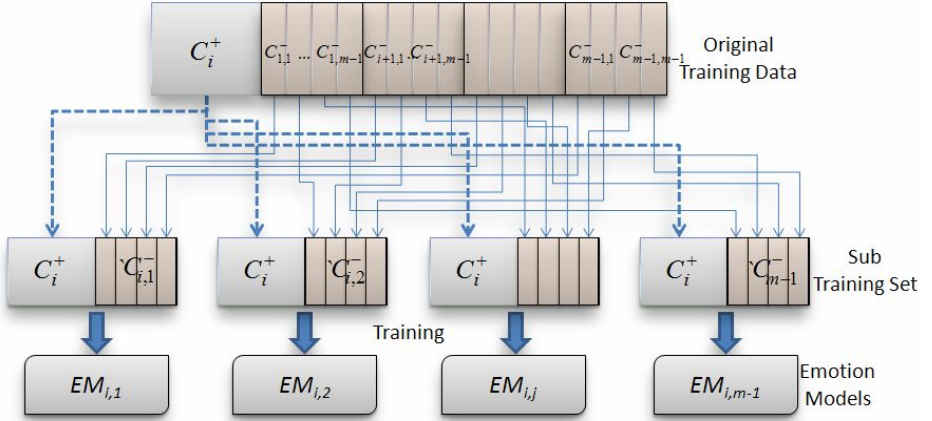 C_i^+ C_{1,1}^- ... C_{1,m-1}^- C_{i+1,1}^- ... C_{i+1,m-1}^- C_{m-1,1}^- C_{m-1,m-1}^-
Original
Training Data
C_i^+ `C_{i,1}^- C_i^+ `C_{i,2}^- C_i^+ C_i^+ `C_{m-1}^-
Sub
Training Set
Training
EM_{i,1} EM_{i,2} EM_{i,j} EM_{i,m-1}
Emotion
Models